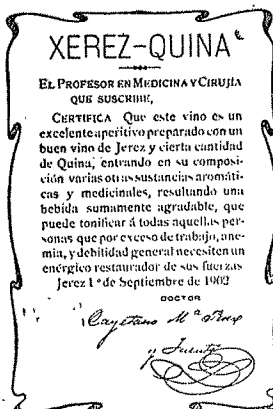 XEREZ-QUINA
EL PROFESOR EN MEDICINA Y CIRUJÍA
QUE SUSCRIBE,
CERTIFICA Que este vino es un
excelente aperitivo preparado con un
buen vino de Jerez y cierta cantidad
de Quina, entrando en su composi-
ción varias otras sustancias aromáti-
cas y medicinales, resultando una
bebida sumamente agradable, que
puede tonificar á todas aquellas per-
sonas que por exceso de trabajo, ane-
mia, y debilidad general necesiten un
enérgico restaurador de sus fuerzas
Jerez 1º de Septiembre de 1902
DOCTOR
Cayetano Mª
y Fuente